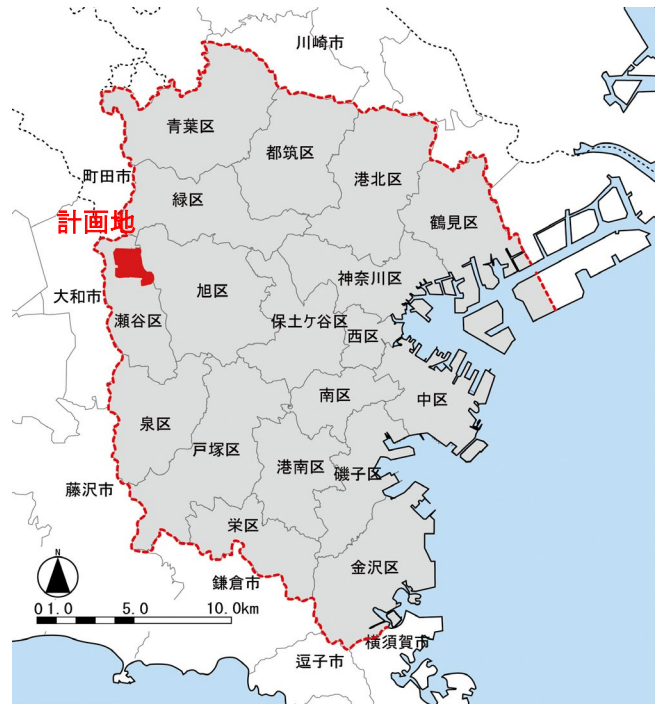 川崎市
青葉区
都筑区
港北区
町田市
緑区
鶴見区
計画地
神奈川区
旭区
大和市
瀬谷区
保土ケ谷区
西区
南区
中区
泉区
戸塚区
港南区
磯子区
藤沢市
栄区
金沢区
N
鎌倉市
0 1.0 5.0 10.0km
横須賀市
逗子市